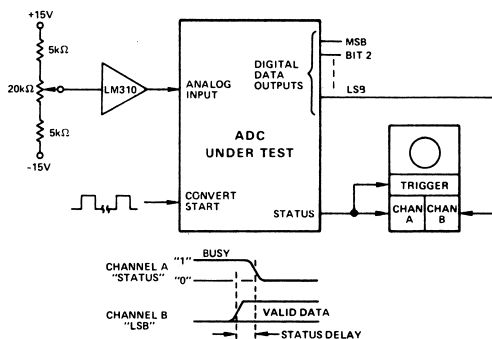 +15V
5kΩ
20kΩ
5kΩ
-15V
LM310
ANALOG
INPUT
DIGITAL
DATA
OUTPUTS
MSB
BIT 2
LSB
ADC
UNDER TEST
CONVERT
START
STATUS
TRIGGER
CHAN
A
CHAN
B
CHANNEL A
"STATUS"
"1"
BUSY
"0"
CHANNEL B
"LSB"
VALID DATA
STATUS DELAY